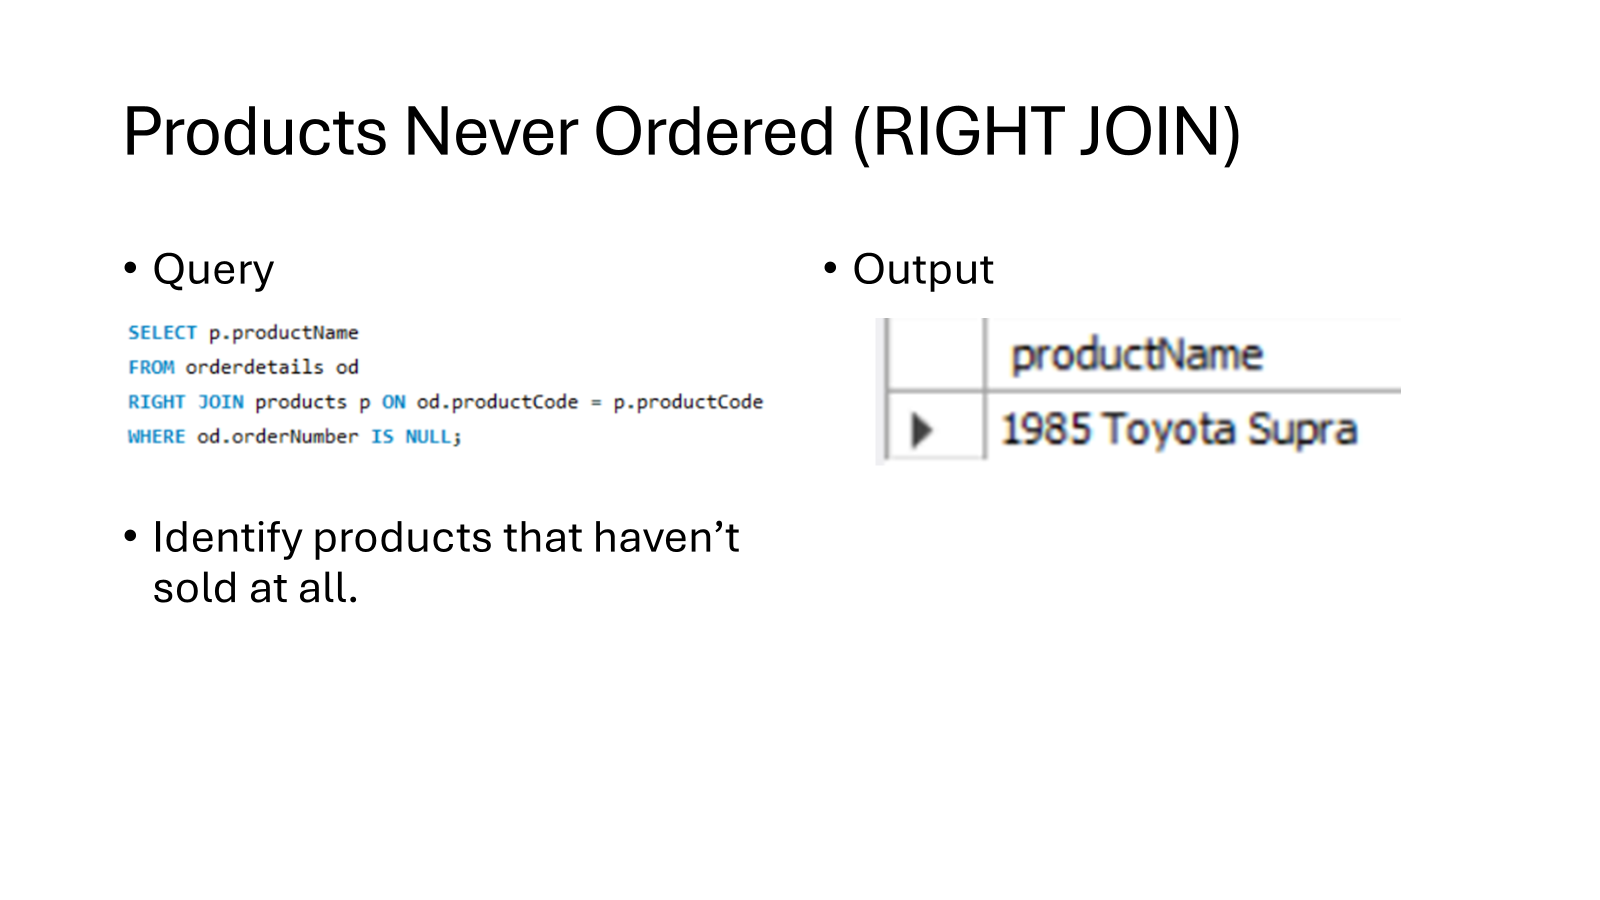 Products Never Ordered (RIGHT JOIN)
• Query
SELECT p.productName
FROM orderdetails od
RIGHT JOIN products p ON od.productCode = p.productCode
WHERE od.orderNumber IS NULL;
• Identify products that haven’t
sold at all.
• Output
productName
1985 Toyota Supra